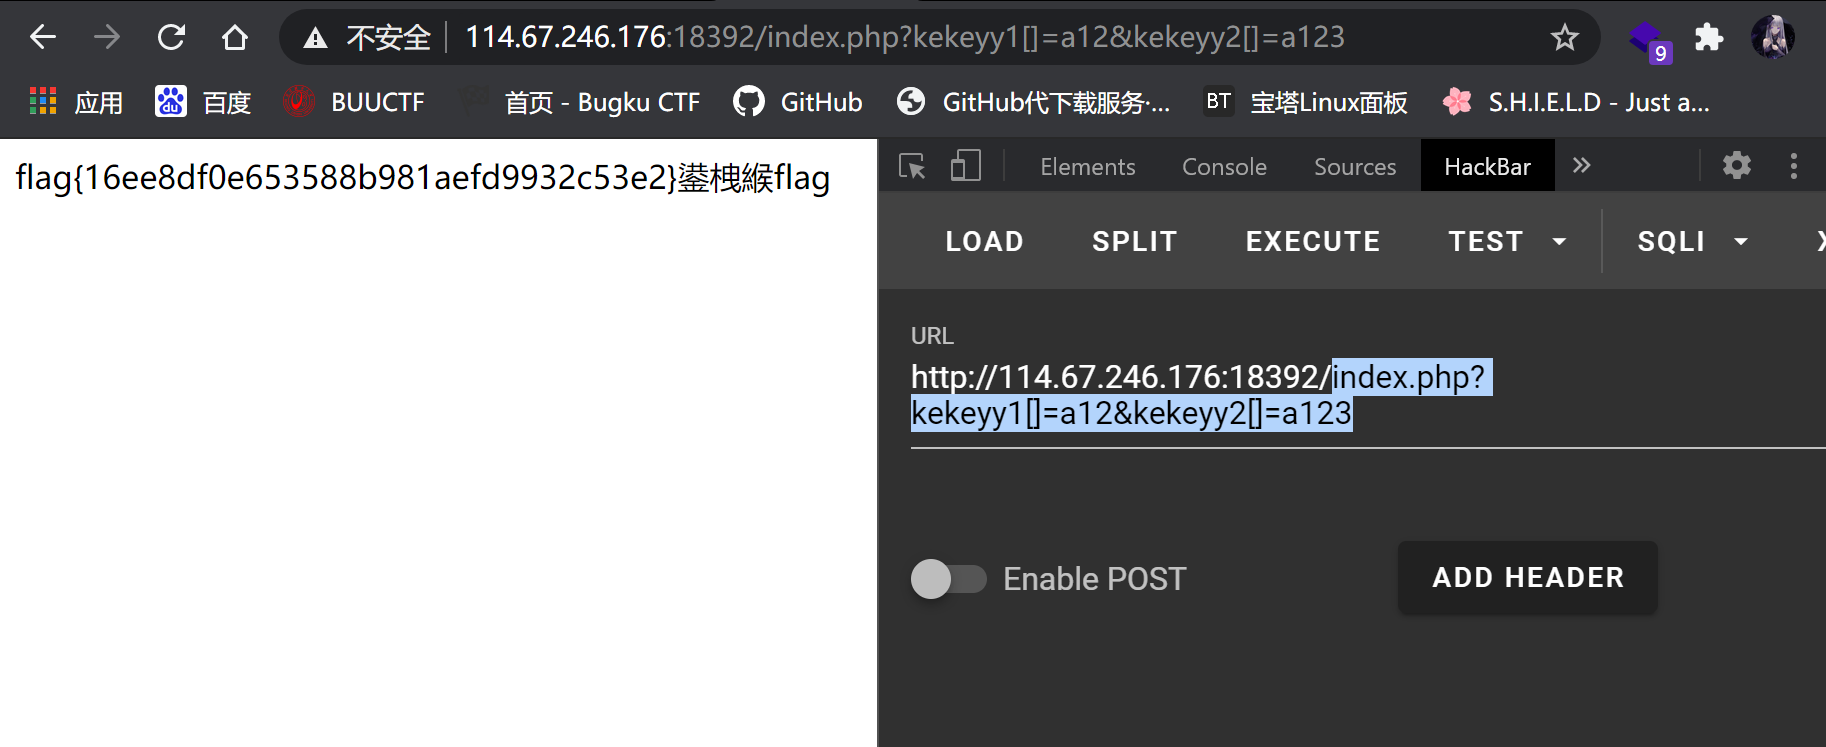 不安全 114.67.246.176:18392/index.php?kekeyy1[]=a12&kekeyy2[]=a123
9
应用 du 百度 BUUCTF 首页 - Bugku CTF GitHub GitHub代下载服务·... BT 宝塔Linux面板 S.H.I.E.L.D - Just a...
flag{16ee8df0e653588b981aefd9932c53e2}鍙栧緱flag
Elements Console Sources HackBar »
LOAD SPLIT EXECUTE TEST SQLI X
URL
http://114.67.246.176:18392/index.php?
kekeyy1[]=a12&kekeyy2[]=a123
Enable POST ADD HEADER